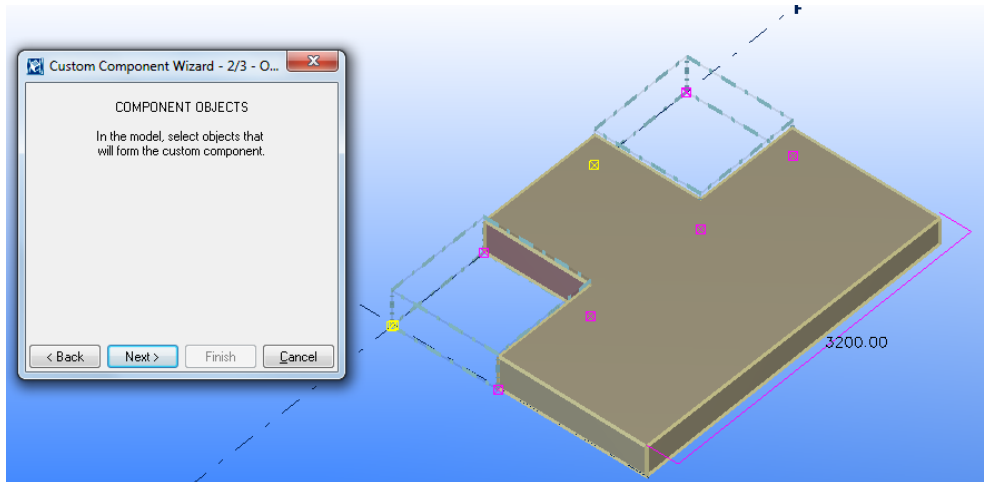 Custom Component Wizard - 2/3 - O...
COMPONENT OBJECTS
In the model, select objects that
will form the custom component.
< Back
Next >
Finish
Cancel
3200.00